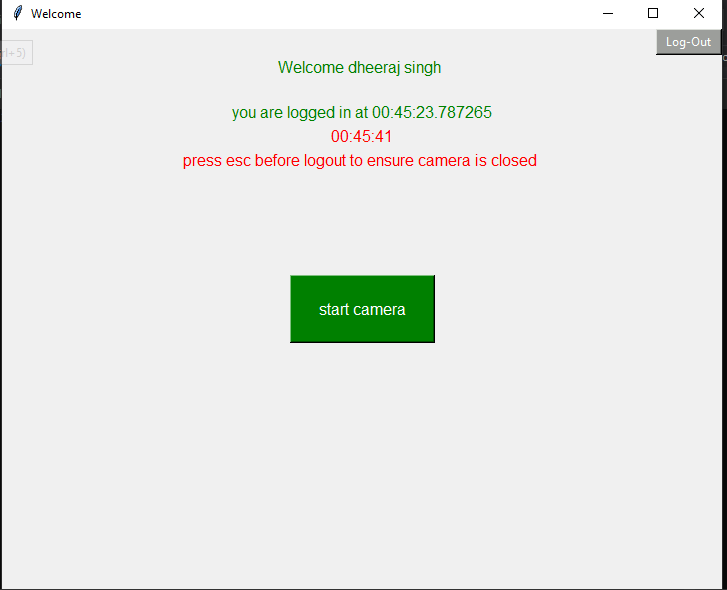 Welcome
Log-Out
rl+5)
Welcome dheeraj singh
you are logged in at 00:45:23.787265
00:45:41
press esc before logout to ensure camera is closed
start camera